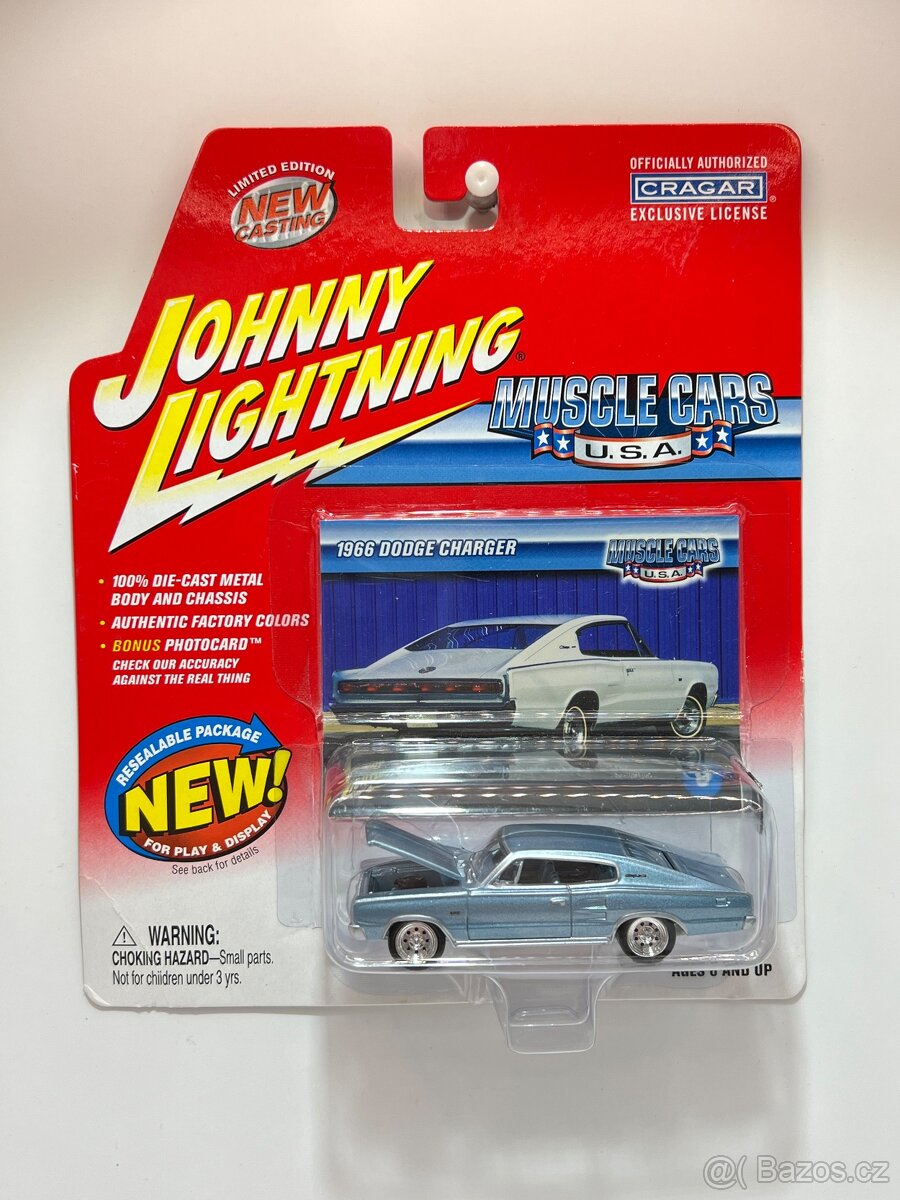 LIMITED EDITION
NEW
CASTING
OFFICIALLY AUTHORIZED
CRAGAR®
EXCLUSIVE LICENSE
JOHNNY
LIGHTNING®
MUSCLE CARS
U.S.A.
1966 DODGE CHARGER
MUSCLE CARS
U.S.A.
• 100% DIE-CAST METAL
BODY AND CHASSIS
• AUTHENTIC FACTORY COLORS
• BONUS PHOTOCARD™
CHECK OUR ACCURACY
AGAINST THE REAL THING
RESEALABLE PACKAGE
NEW!
FOR PLAY & DISPLAY
See back for details
WARNING:
CHOKING HAZARD—Small parts.
Not for children under 3 yrs.
AND UP
@( Bazos.cz